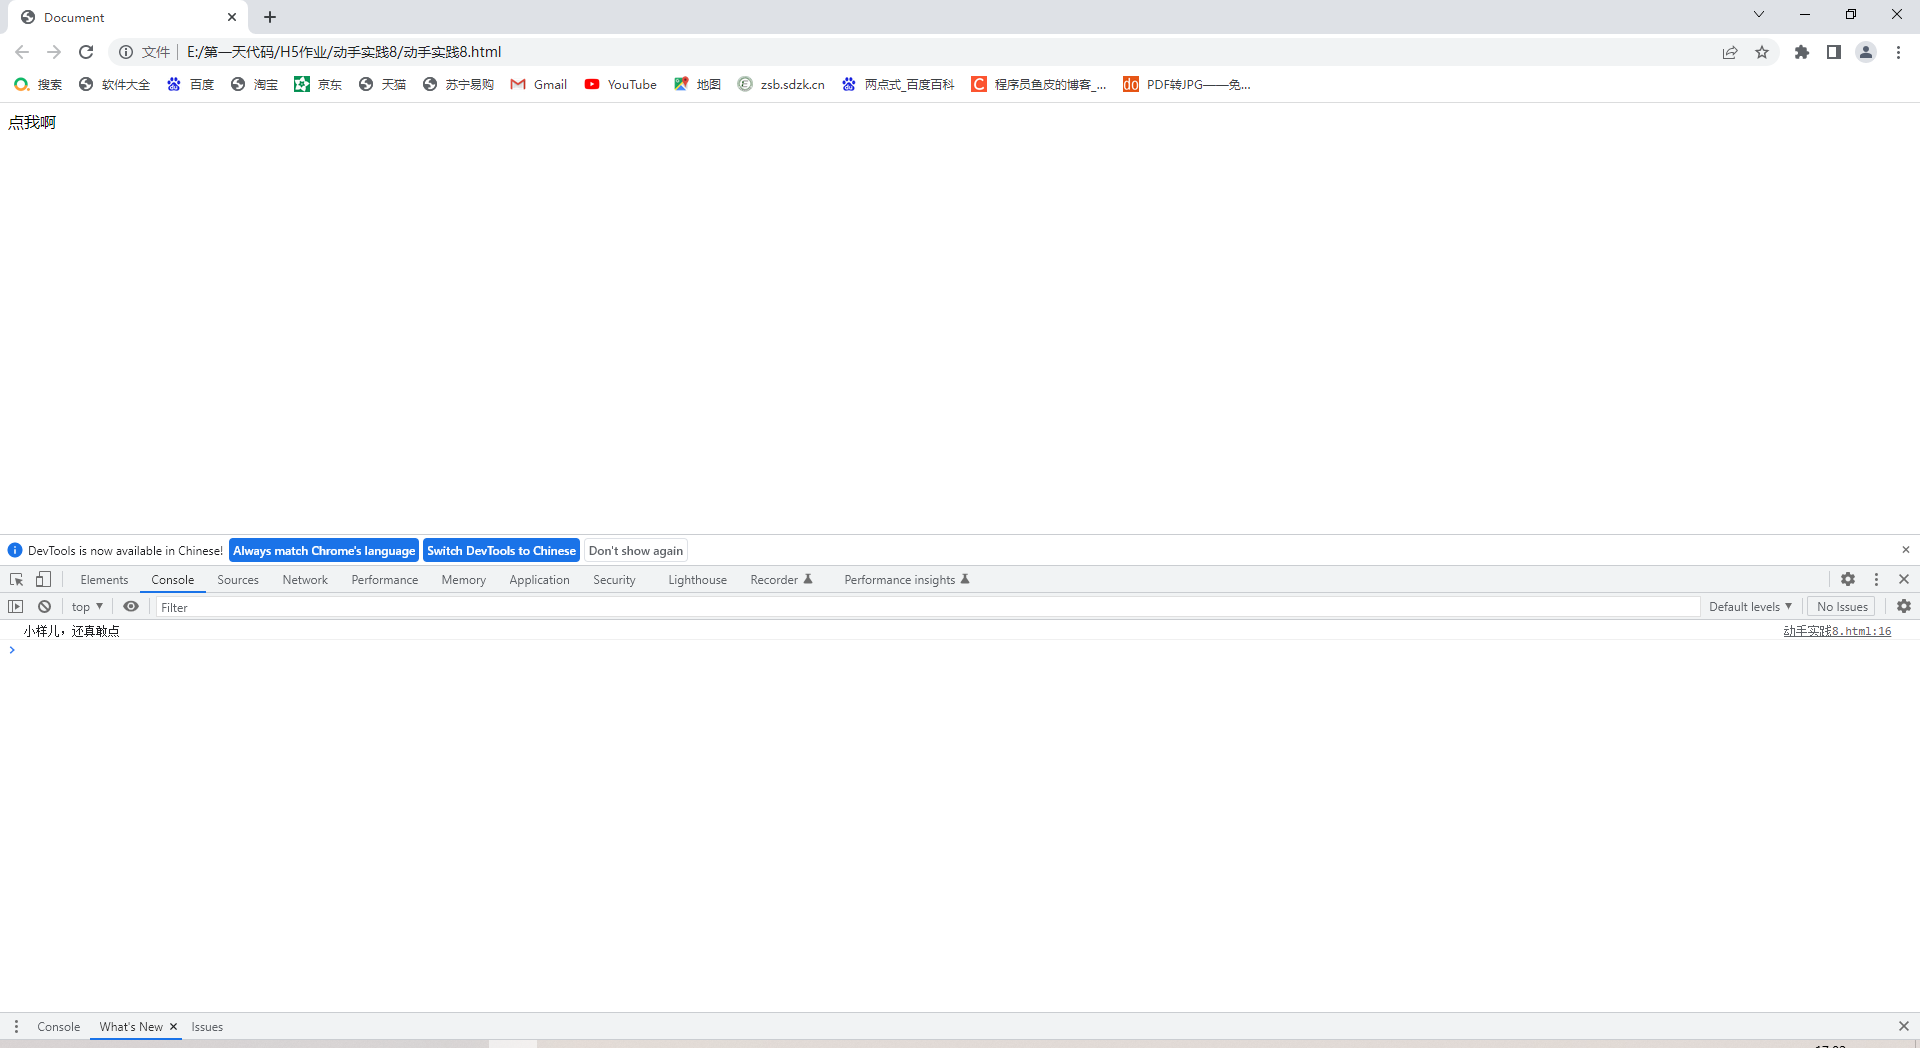 Document
文件 E:/第一天代码/H5作业/动手实践8/动手实践8.html
搜索 软件大全 百度 淘宝 京东 天猫 苏宁易购 Gmail YouTube 地图 zsb.sdzk.cn 两点式_百度百科 程序员鱼皮的博客_... PDF转JPG——免...
点我啊
DevTools is now available in Chinese! Always match Chrome's language Switch DevTools to Chinese Don't show again
Elements Console Sources Network Performance Memory Application Security Lighthouse Recorder Performance insights
top Filter Default levels No Issues
小样儿，还真敢点 动手实践8.html:16
Console What's New Issues